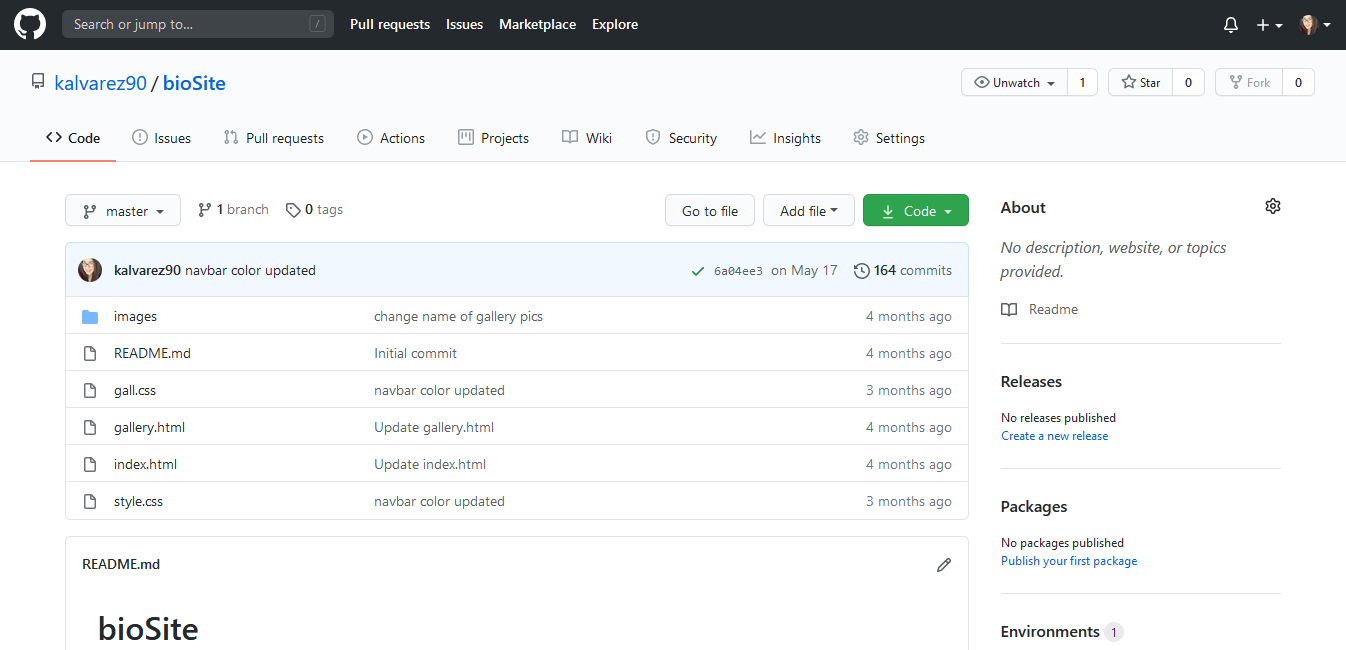 Search or jump to... / Pull requests Issues Marketplace Explore
kalvarez90 / bioSite Unwatch 1 Star 0 Fork 0
Code Issues Pull requests Actions Projects Wiki Security Insights Settings
master 1 branch 0 tags Go to file Add file Code
kalvarez90 navbar color updated 6a04ee3 on May 17 164 commits
images change name of gallery pics 4 months ago
README.md Initial commit 4 months ago
gall.css navbar color updated 3 months ago
gallery.html Update gallery.html 4 months ago
index.html Update index.html 4 months ago
style.css navbar color updated 3 months ago
README.md
bioSite
About
No description, website, or topics
provided.
Readme
Releases
No releases published
Create a new release
Packages
No packages published
Publish your first package
Environments 1